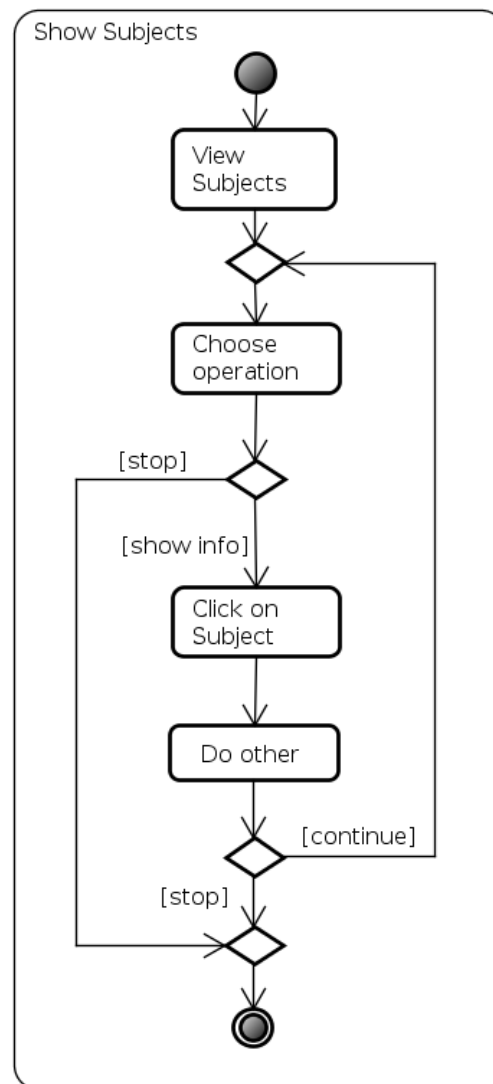 Show Subjects
View
Subjects
Choose
operation
[stop]
[show info]
Click on
Subject
Do other
[continue]
[stop]